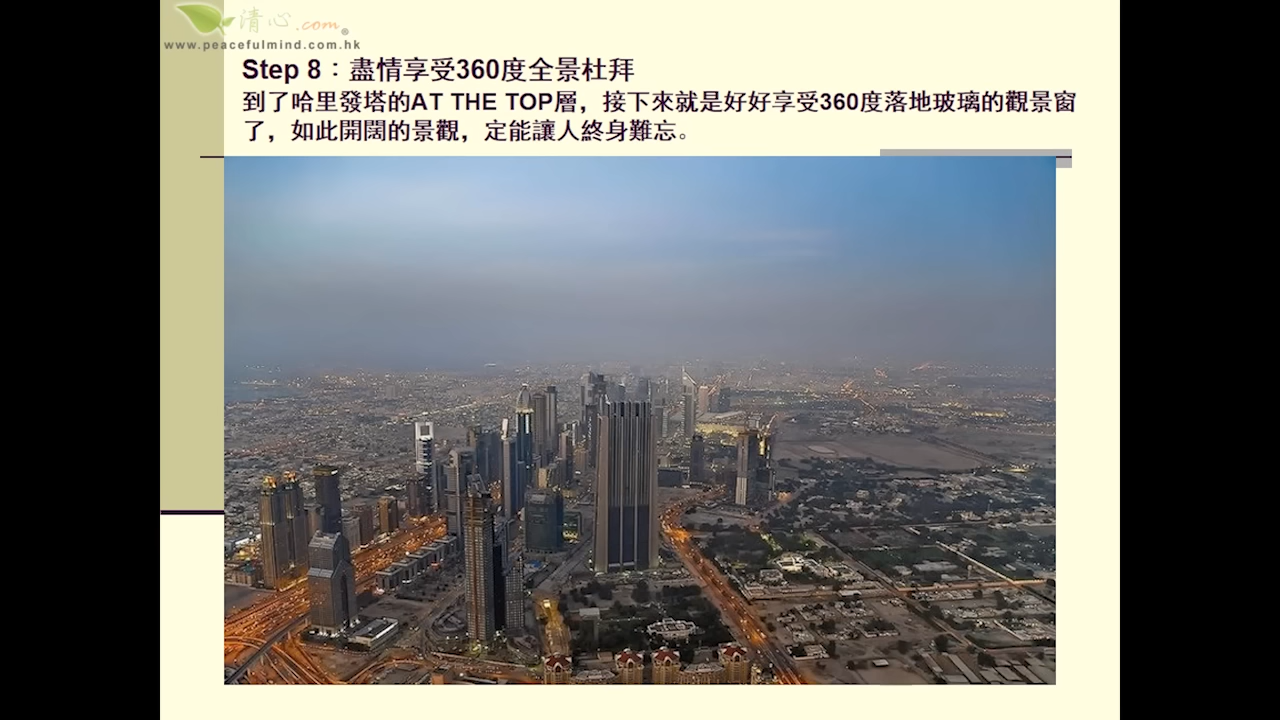 清心.com®
www.peacefulmind.com.hk
Step 8：盡情享受360度全景杜拜
到了哈里發塔的AT THE TOP層，接下來就是好好享受360度落地玻璃的觀景窗
了，如此開闊的景觀，定能讓人終身難忘。